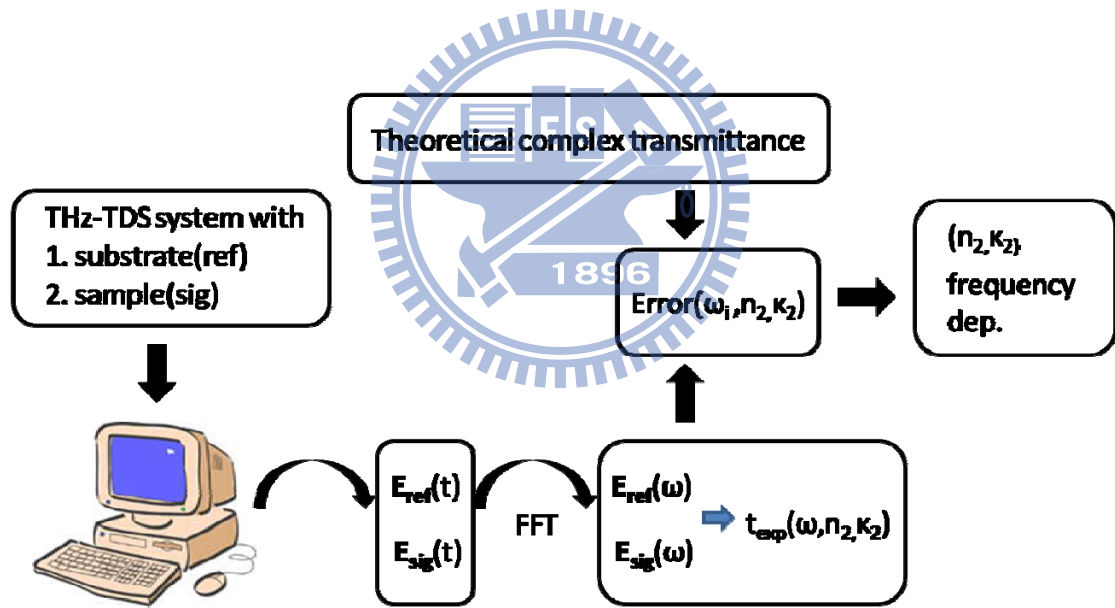 Theoretical complex transmittance
THz-TDS system with
1. substrate(ref)
2. sample(sig)
ES
1896
Error(ωi,n2,κ2)
(n2,κ2),
frequency
dep.
Eref(t)
Esig(t)
FFT
Eref(ω)
Esig(ω)
texp(ω,n2,κ2)